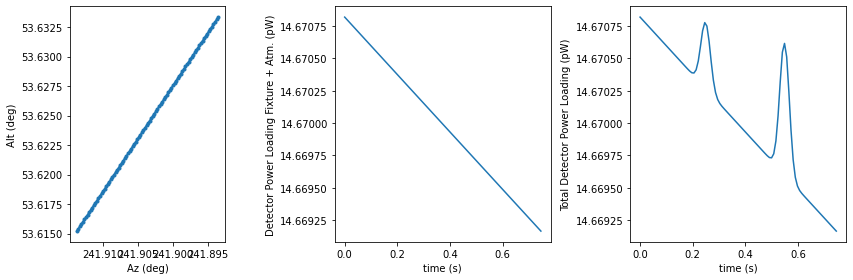 53.6325
53.6300
53.6275
53.6250
53.6225
53.6200
53.6175
53.6150
Alt (deg)
241.910 241.905 241.900 241.895
Az (deg)
14.67075
14.67050
14.67025
14.67000
14.66975
14.66950
14.66925
Detector Power Loading Fixture + Atm. (pW)
0.0 0.2 0.4 0.6
time (s)
14.67075
14.67050
14.67025
14.67000
14.66975
14.66950
14.66925
Total Detector Power Loading (pW)
0.0 0.2 0.4 0.6
time (s)